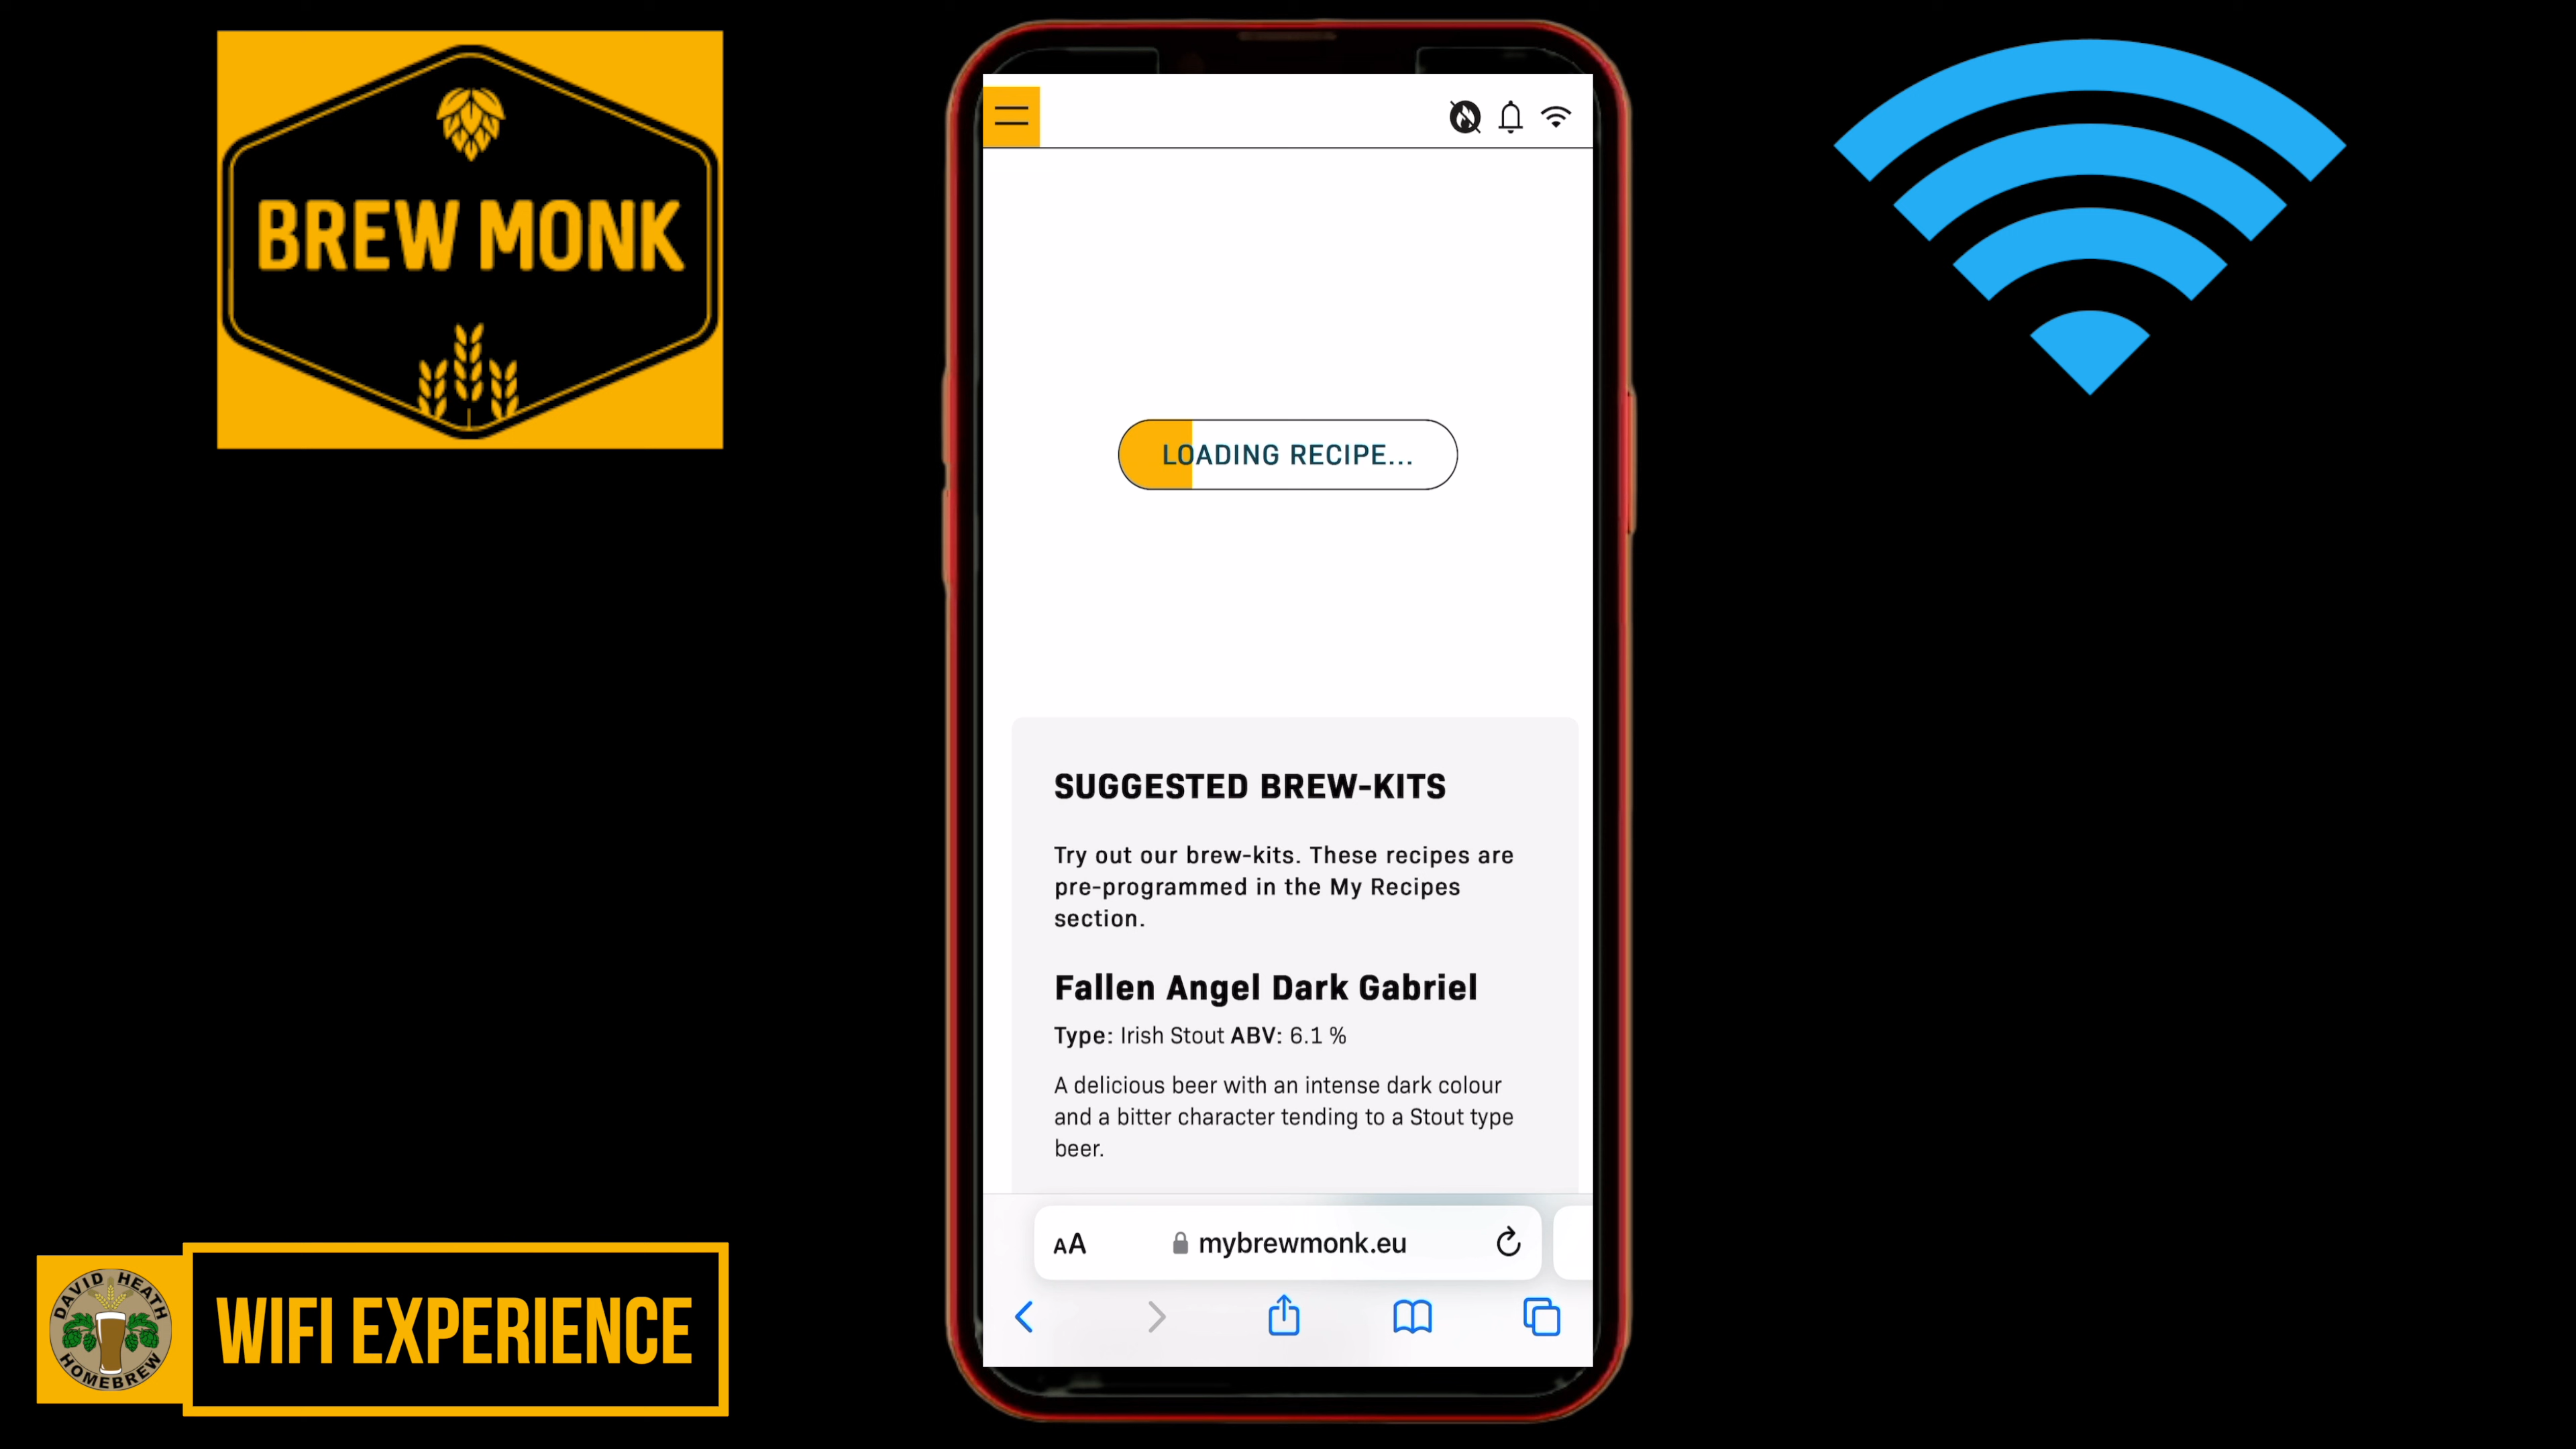 BREW MONK
LOADING RECIPE...
SUGGESTED BREW-KITS
Try out our brew-kits. These recipes are
pre-programmed in the My Recipes
section.
Fallen Angel Dark Gabriel
Type: Irish Stout ABV: 6.1 %
A delicious beer with an intense dark colour
and a bitter character tending to a Stout type
beer.
AA
mybrewmonk.eu
DAVID HEATH
HOMEBREW
WIFI EXPERIENCE